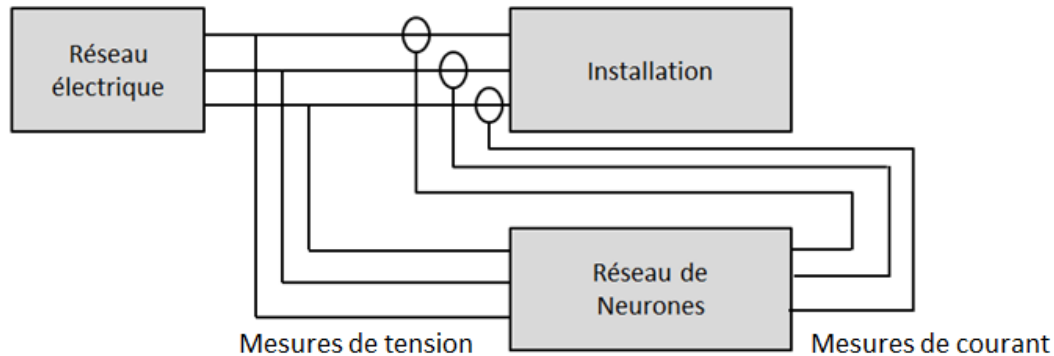 Réseau
électrique
Installation
Réseau de
Neurones
Mesures de tension
Mesures de courant